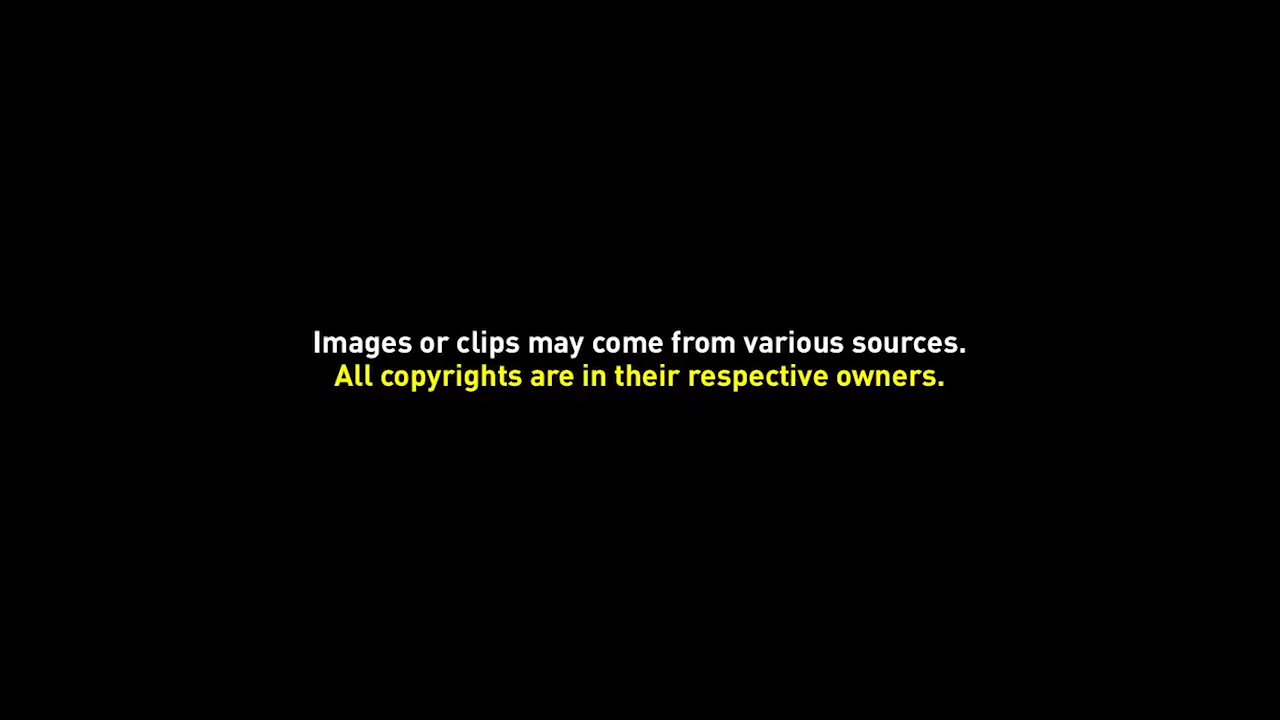 Images or clips may come from various sources.
All copyrights are in their respective owners.